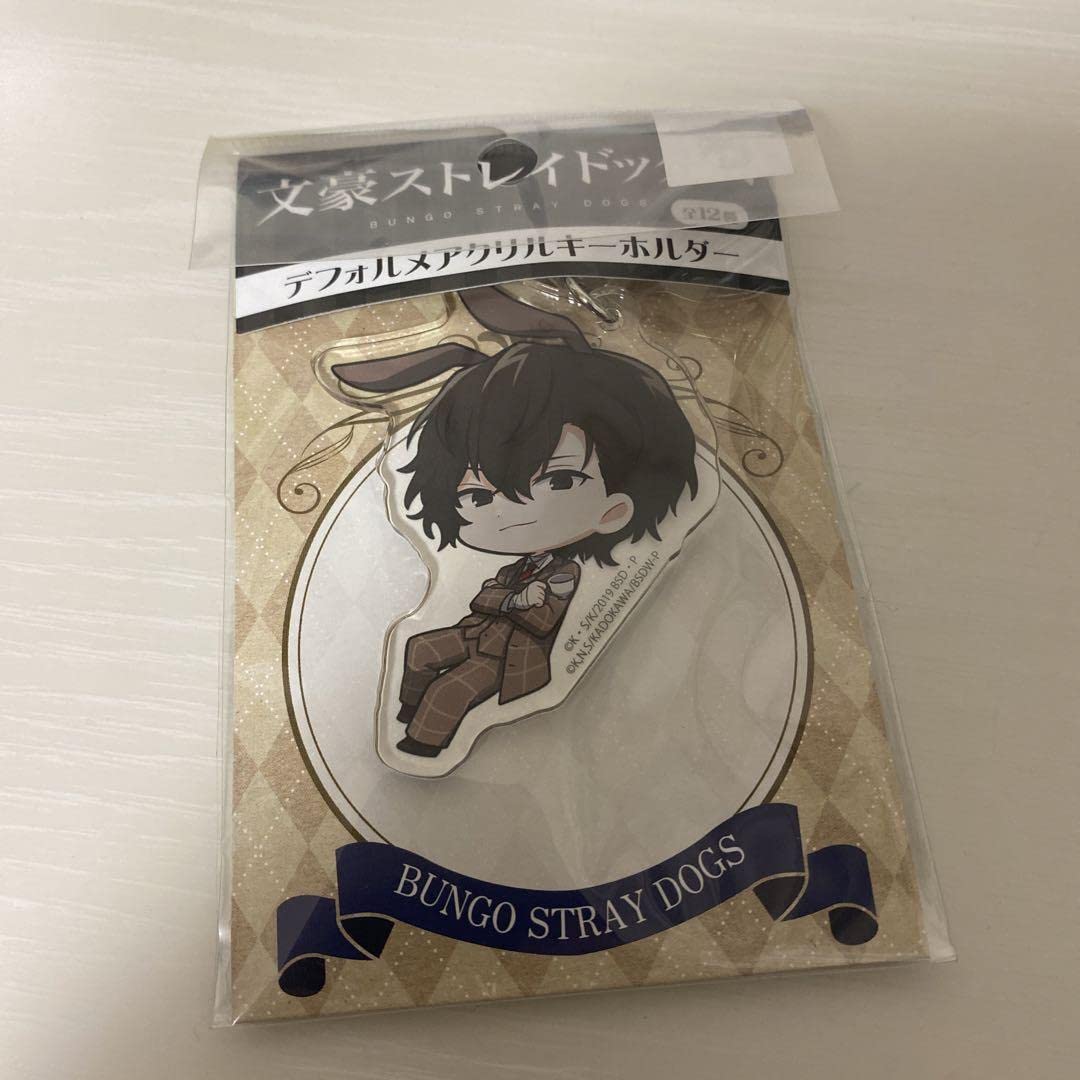 文豪ストレイドッグ
BUNGO STRAY DOGS
全12種
デフォルメアクリルキーホルダー
©K・S/K/2019 BSD・P
©K,N,S/KADOKAWA/BSDW・P
BUNGO STRAY DOGS